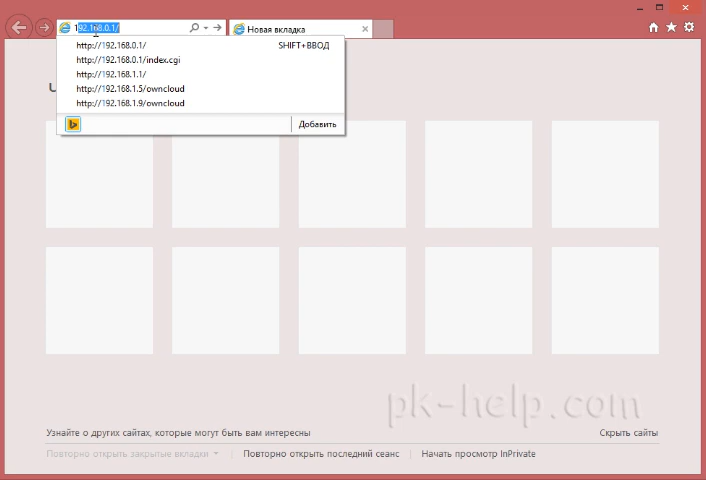 192.168.0.1/
Новая вкладка
http://192.168.0.1/ SHIFT+ВВОД
http://192.168.0.1/index.cgi
http://192.168.1.1/
http://192.168.1.5/owncloud
http://192.168.1.9/owncloud
Добавить
pk-help.com
Узнайте о других сайтах, которые могут быть вам интересны Скрыть сайты
Повторно открыть закрытые вкладки Повторно открыть последний сеанс Начать просмотр InPrivate